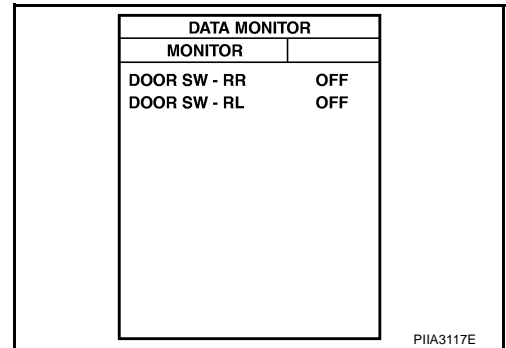 DATA MONITOR
MONITOR
DOOR SW - RR OFF
DOOR SW - RL OFF
PIIA3117E